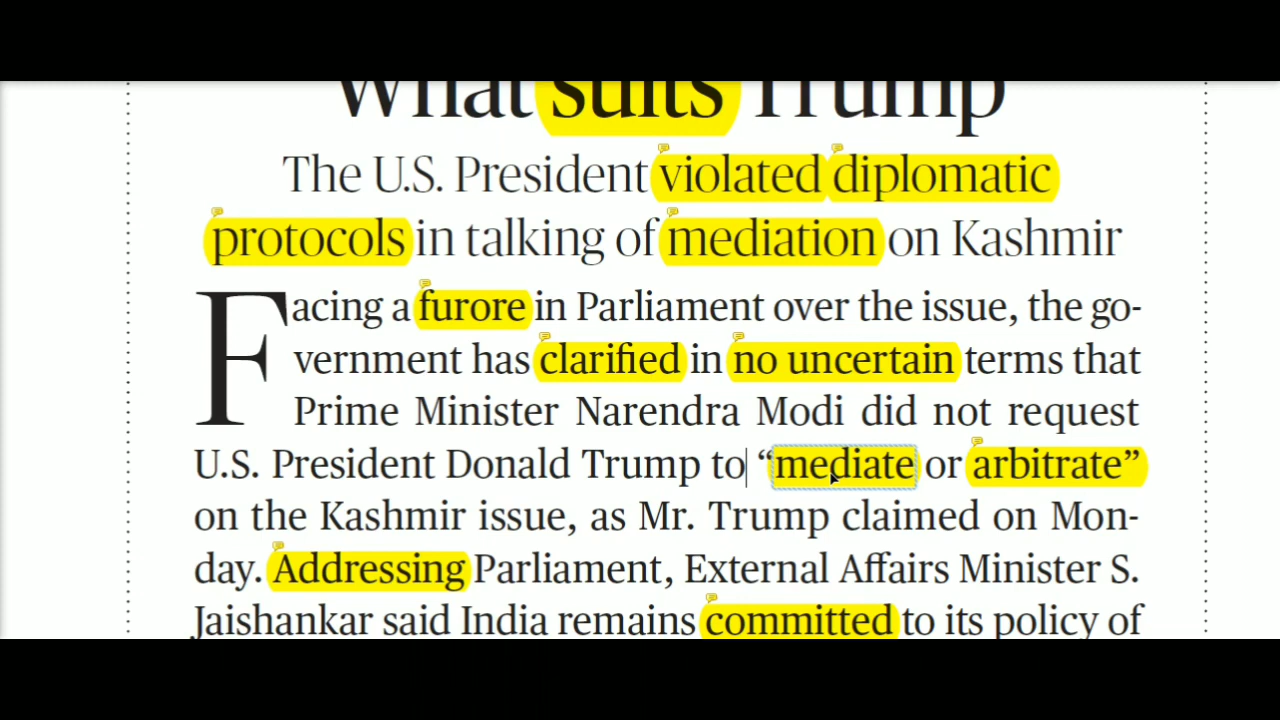 What suits Trump
The U.S. President violated diplomatic
protocols in talking of mediation on Kashmir
Facing a furore in Parliament over the issue, the go-
vernment has clarified in no uncertain terms that
Prime Minister Narendra Modi did not request
U.S. President Donald Trump to “mediate or arbitrate”
on the Kashmir issue, as Mr. Trump claimed on Mon-
day. Addressing Parliament, External Affairs Minister S.
Jaishankar said India remains committed to its policy of